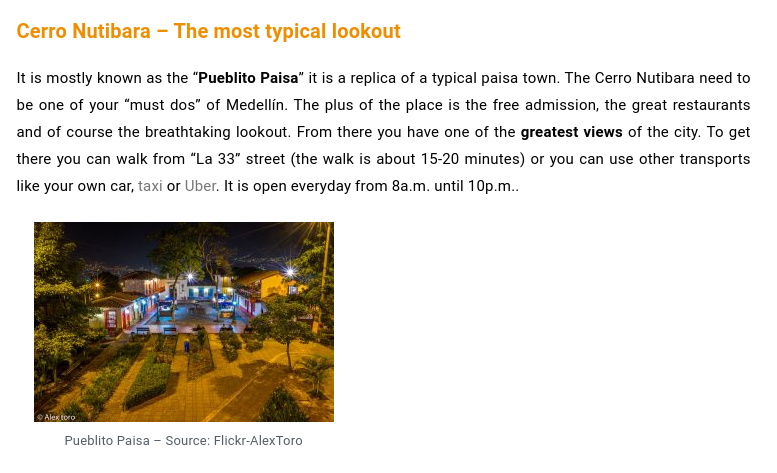 Cerro Nutibara – The most typical lookout
It is mostly known as the “Pueblito Paisa” it is a replica of a typical paisa town. The Cerro Nutibara need to
be one of your “must dos” of Medellín. The plus of the place is the free admission, the great restaurants
and of course the breathtaking lookout. From there you have one of the greatest views of the city. To get
there you can walk from “La 33” street (the walk is about 15-20 minutes) or you can use other transports
like your own car, taxi or Uber. It is open everyday from 8a.m. until 10p.m..
© Alex toro
Pueblito Paisa – Source: Flickr-AlexToro